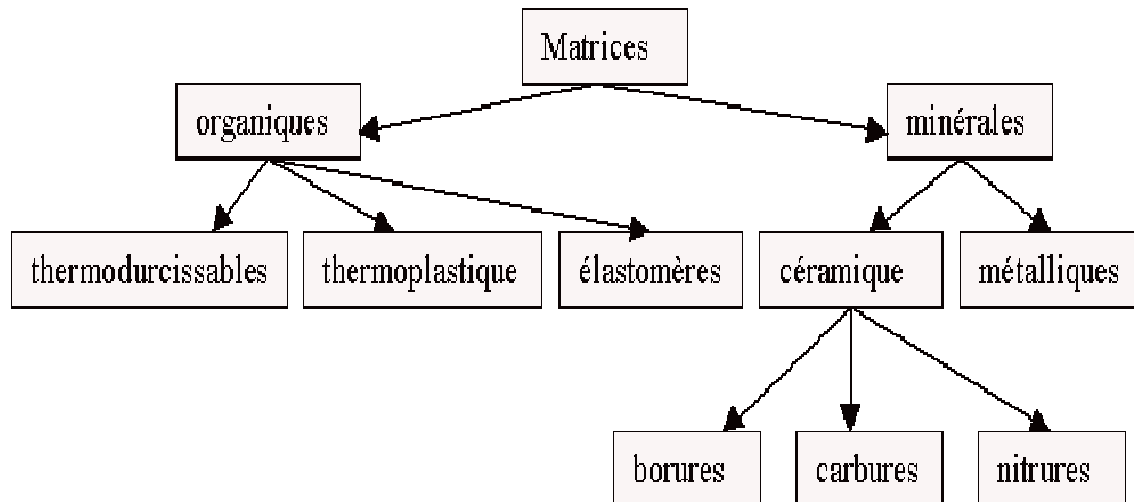 Matrices
organiques
minérales
thermodurcissables
thermoplastique
élastomères
céramique
métalliques
borures
carbures
nitrures